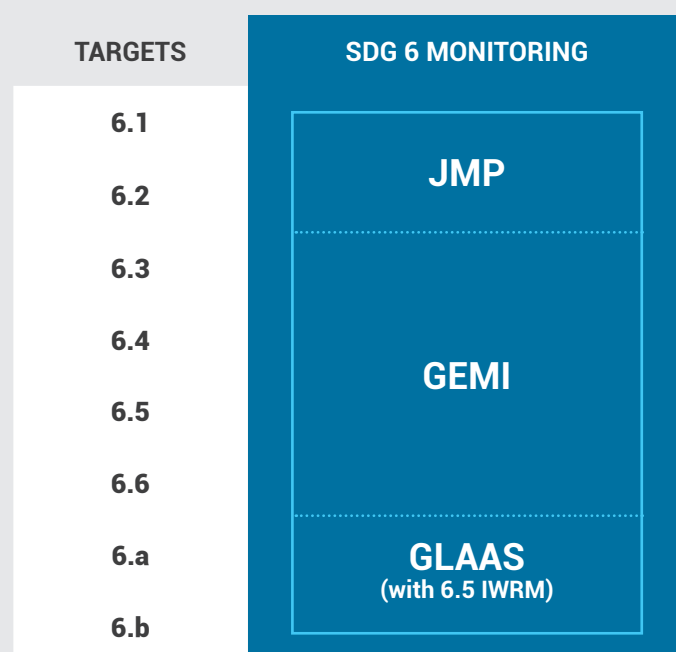 TARGETS SDG 6 MONITORING
6.1
JMP
6.2
6.3
6.4
GEMI
6.5
6.6
6.a
GLAAS
(with 6.5 IWRM)
6.b